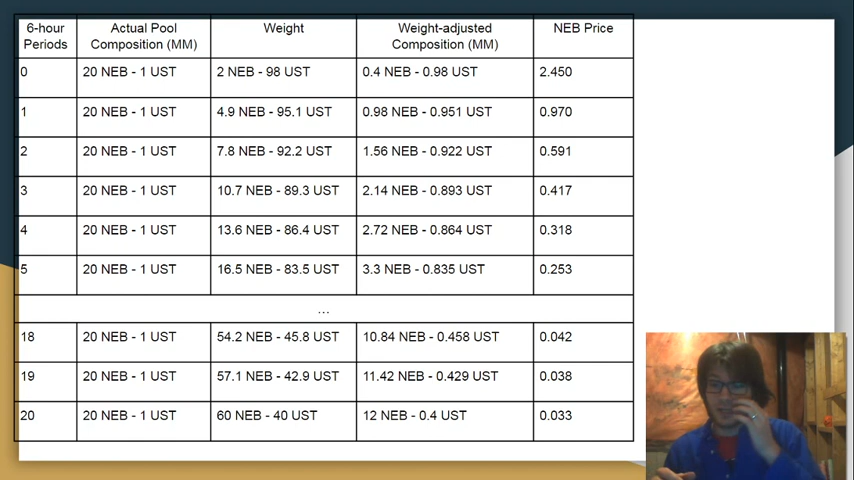 6-hour Periods | Actual Pool Composition (MM) | Weight | Weight-adjusted Composition (MM) | NEB Price
0 | 20 NEB - 1 UST | 2 NEB - 98 UST | 0.4 NEB - 0.98 UST | 2.450
1 | 20 NEB - 1 UST | 4.9 NEB - 95.1 UST | 0.98 NEB - 0.951 UST | 0.970
2 | 20 NEB - 1 UST | 7.8 NEB - 92.2 UST | 1.56 NEB - 0.922 UST | 0.591
3 | 20 NEB - 1 UST | 10.7 NEB - 89.3 UST | 2.14 NEB - 0.893 UST | 0.417
4 | 20 NEB - 1 UST | 13.6 NEB - 86.4 UST | 2.72 NEB - 0.864 UST | 0.318
5 | 20 NEB - 1 UST | 16.5 NEB - 83.5 UST | 3.3 NEB - 0.835 UST | 0.253
...
18 | 20 NEB - 1 UST | 54.2 NEB - 45.8 UST | 10.84 NEB - 0.458 UST | 0.042
19 | 20 NEB - 1 UST | 57.1 NEB - 42.9 UST | 11.42 NEB - 0.429 UST | 0.038
20 | 20 NEB - 1 UST | 60 NEB - 40 UST | 12 NEB - 0.4 UST | 0.033